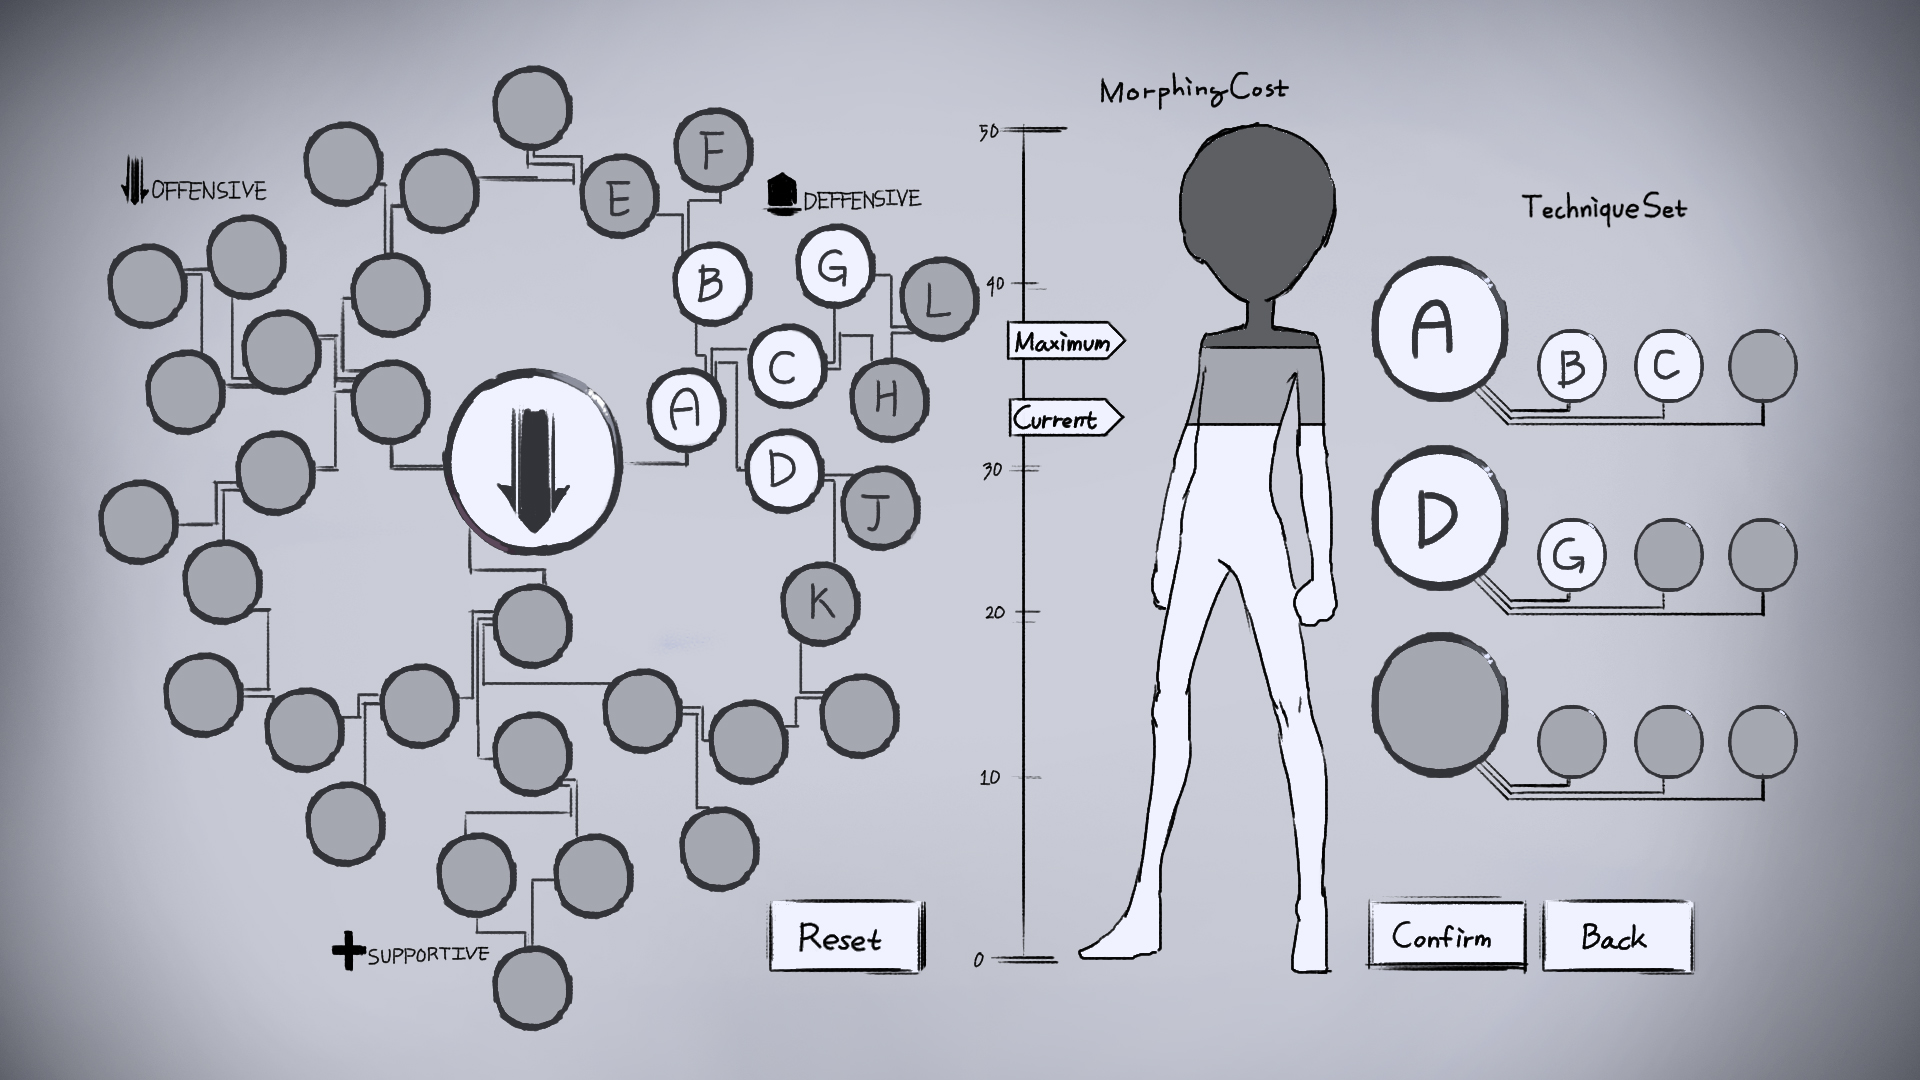 MorphingCost
OFFENSIVE
DEFFENSIVE
TechniqueSet
F
E
B
G
L
C
A
H
D
J
K
SUPPORTIVE
50
40
Maximum
Current
30
20
10
0
A
B
C
D
G
Reset
Confirm
Back